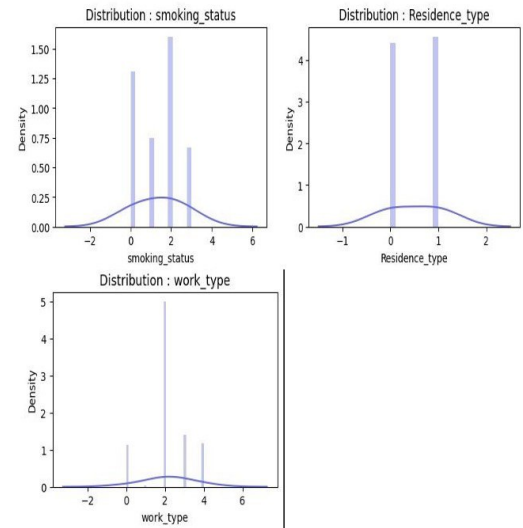 Distribution : smoking_status
Density
1.50
1.25
1.00
0.75
0.50
0.25
0.00
-2 0 2 4 6
smoking_status
Distribution : Residence_type
Density
4
3
2
1
0
-1 0 1 2
Residence_type
Distribution : work_type
Density
5
4
3
2
1
0
-2 0 2 4 6
work_type